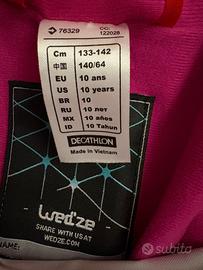 76329
CC:
122028
Cm 133-142
中国 140/64
EU 10 ans
US 10 years
BR 10
RU 10 лет
MX 10 años
ID 10 Tahun
DECATHLON
Made in Vietnam
wed'ze
SHARE WITH US AT
WEDZE.COM
NAME:
subito